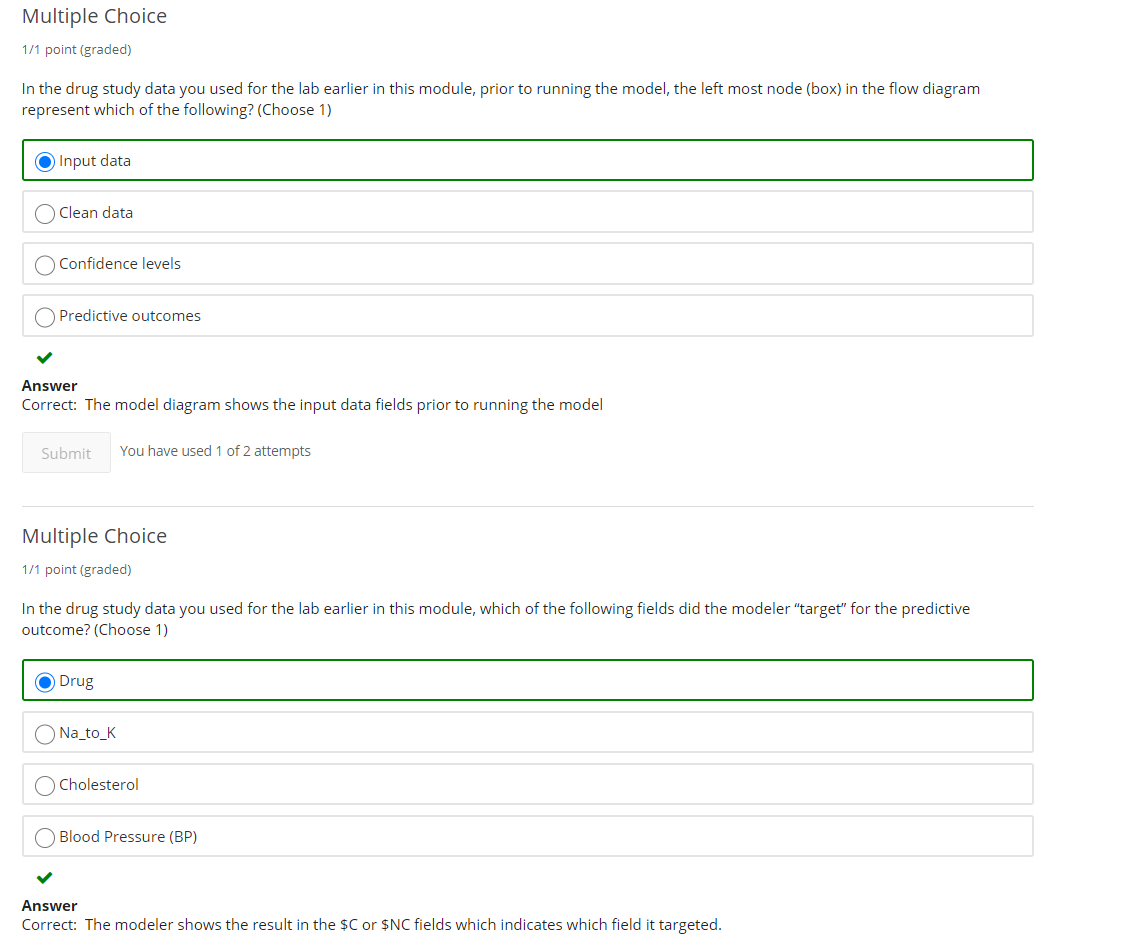 Multiple Choice
1/1 point (graded)
In the drug study data you used for the lab earlier in this module, prior to running the model, the left most node (box) in the flow diagram
represent which of the following? (Choose 1)
Input data
Clean data
Confidence levels
Predictive outcomes
Answer
Correct: The model diagram shows the input data fields prior to running the model
Submit You have used 1 of 2 attempts
Multiple Choice
1/1 point (graded)
In the drug study data you used for the lab earlier in this module, which of the following fields did the modeler “target” for the predictive
outcome? (Choose 1)
Drug
Na_to_K
Cholesterol
Blood Pressure (BP)
Answer
Correct: The modeler shows the result in the $C or $NC fields which indicates which field it targeted.